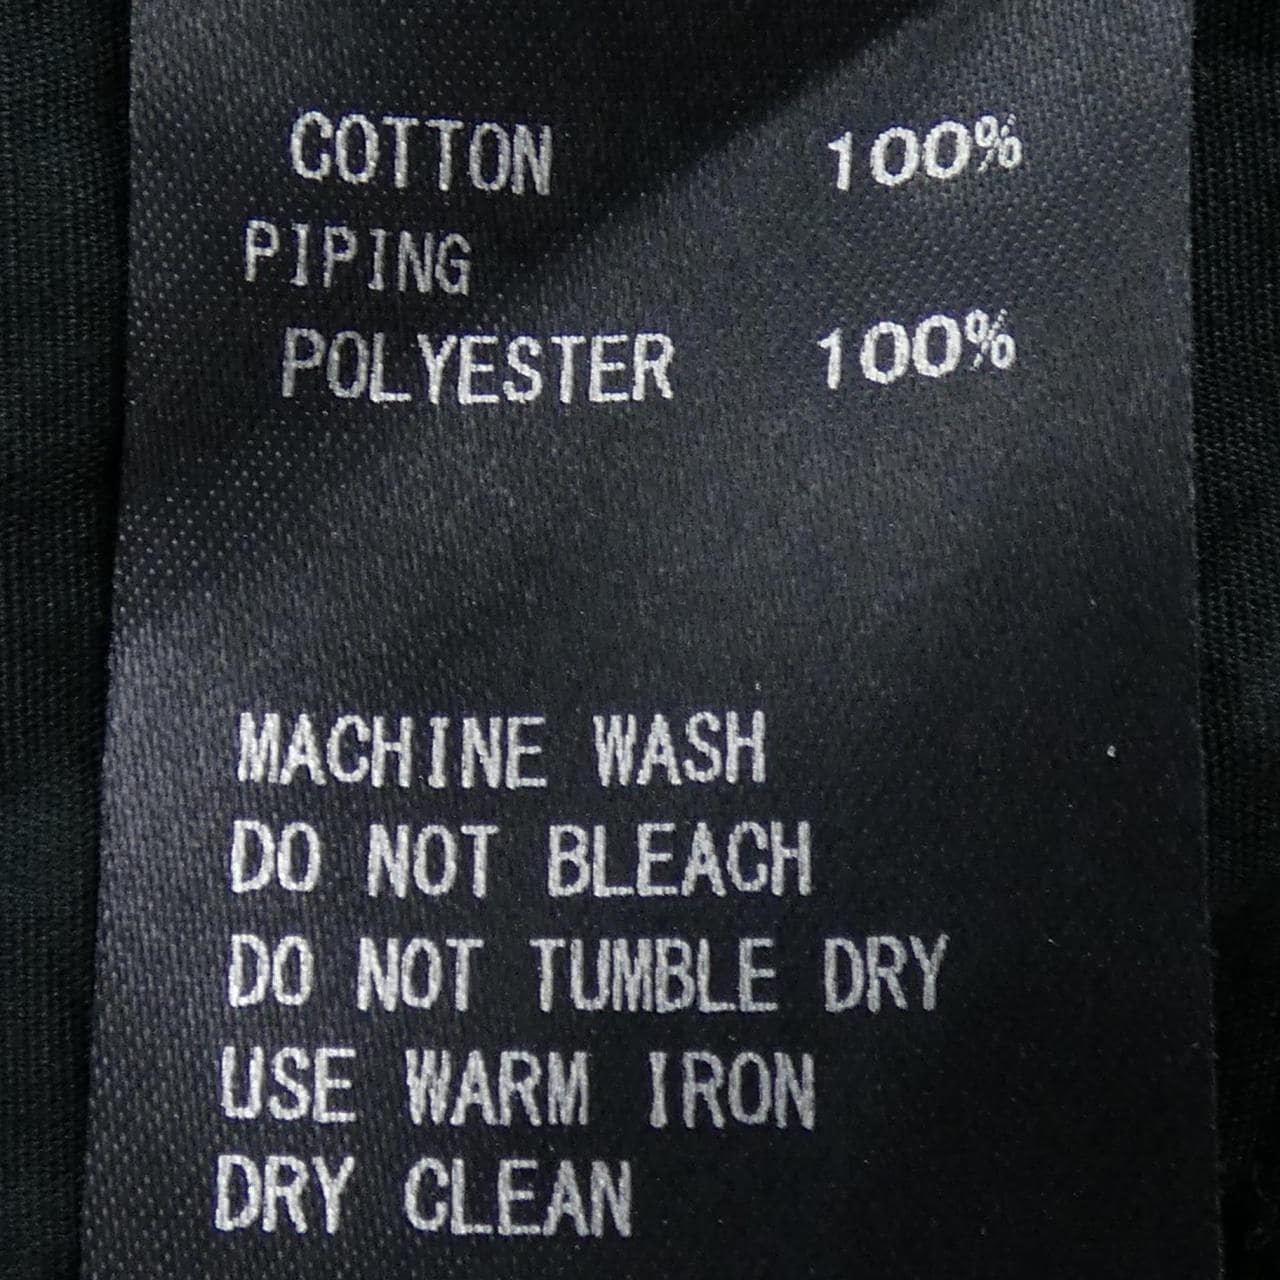 COTTON 100%
PIPING
POLYESTER 100%
MACHINE WASH
DO NOT BLEACH
DO NOT TUMBLE DRY
USE WARM IRON
DRY CLEAN